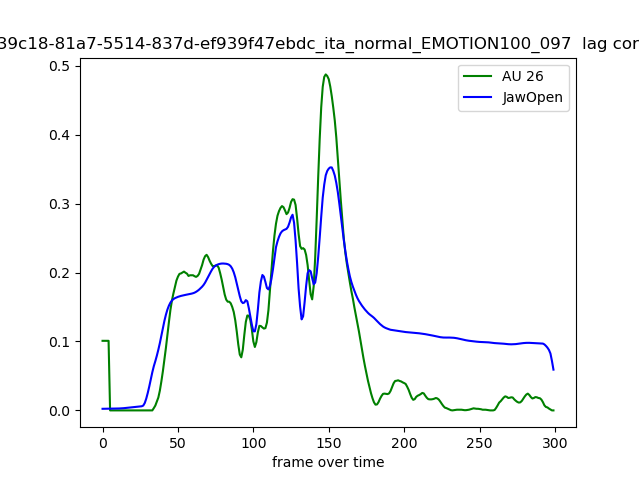 39c18-81a7-5514-837d-ef939f47ebdc_ita_normal_EMOTION100_097 lag cor
AU 26
JawOpen
0.5
0.4
0.3
0.2
0.1
0.0
0 50 100 150 200 250 300
frame over time